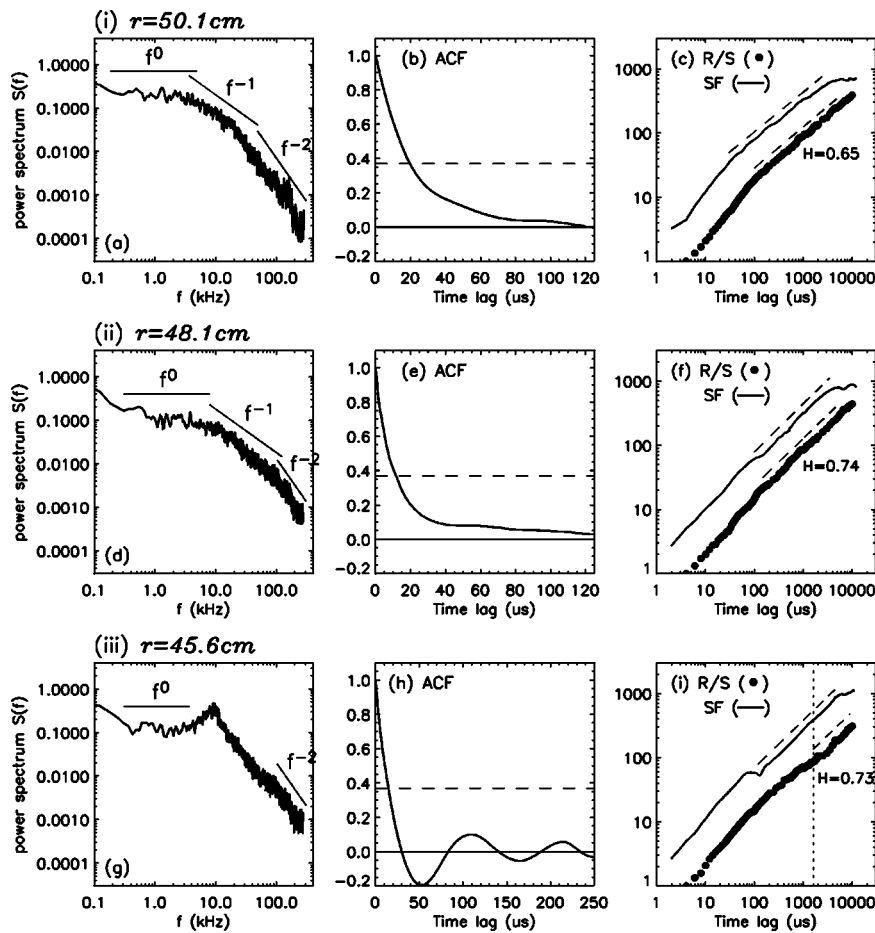 (i) r=50.1cm
power spectrum S(f)
1.0000
0.1000
0.0100
0.0010
0.0001
f⁰
f⁻¹
f⁻²
(a)
0.1 1.0 10.0 100.0
f (kHz)
(b) ACF
1.0
0.8
0.6
0.4
0.2
0.0
−0.2
0 20 40 60 80 100 120
Time lag (us)
(c) R/S (●)
SF (—)
1000
100
10
1
H=0.65
1 10 100 1000 10000
Time lag (us)
(ii) r=48.1cm
power spectrum S(f)
1.0000
0.1000
0.0100
0.0010
0.0001
f⁰
f⁻¹
f⁻²
(d)
0.1 1.0 10.0 100.0
f (kHz)
(e) ACF
1.0
0.8
0.6
0.4
0.2
0.0
−0.2
0 20 40 60 80 100 120
Time lag (us)
(f) R/S (●)
SF (—)
1000
100
10
1
H=0.74
1 10 100 1000 10000
Time lag (us)
(iii) r=45.6cm
power spectrum S(f)
1.0000
0.1000
0.0100
0.0010
0.0001
f⁰
f⁻²
(g)
0.1 1.0 10.0 100.0
f (kHz)
(h) ACF
1.0
0.8
0.6
0.4
0.2
0.0
−0.2
0 50 100 150 200 250
Time lag (us)
(i) R/S (●)
SF (—)
1000
100
10
1
H=0.73
1 10 100 1000 10000
Time lag (us)